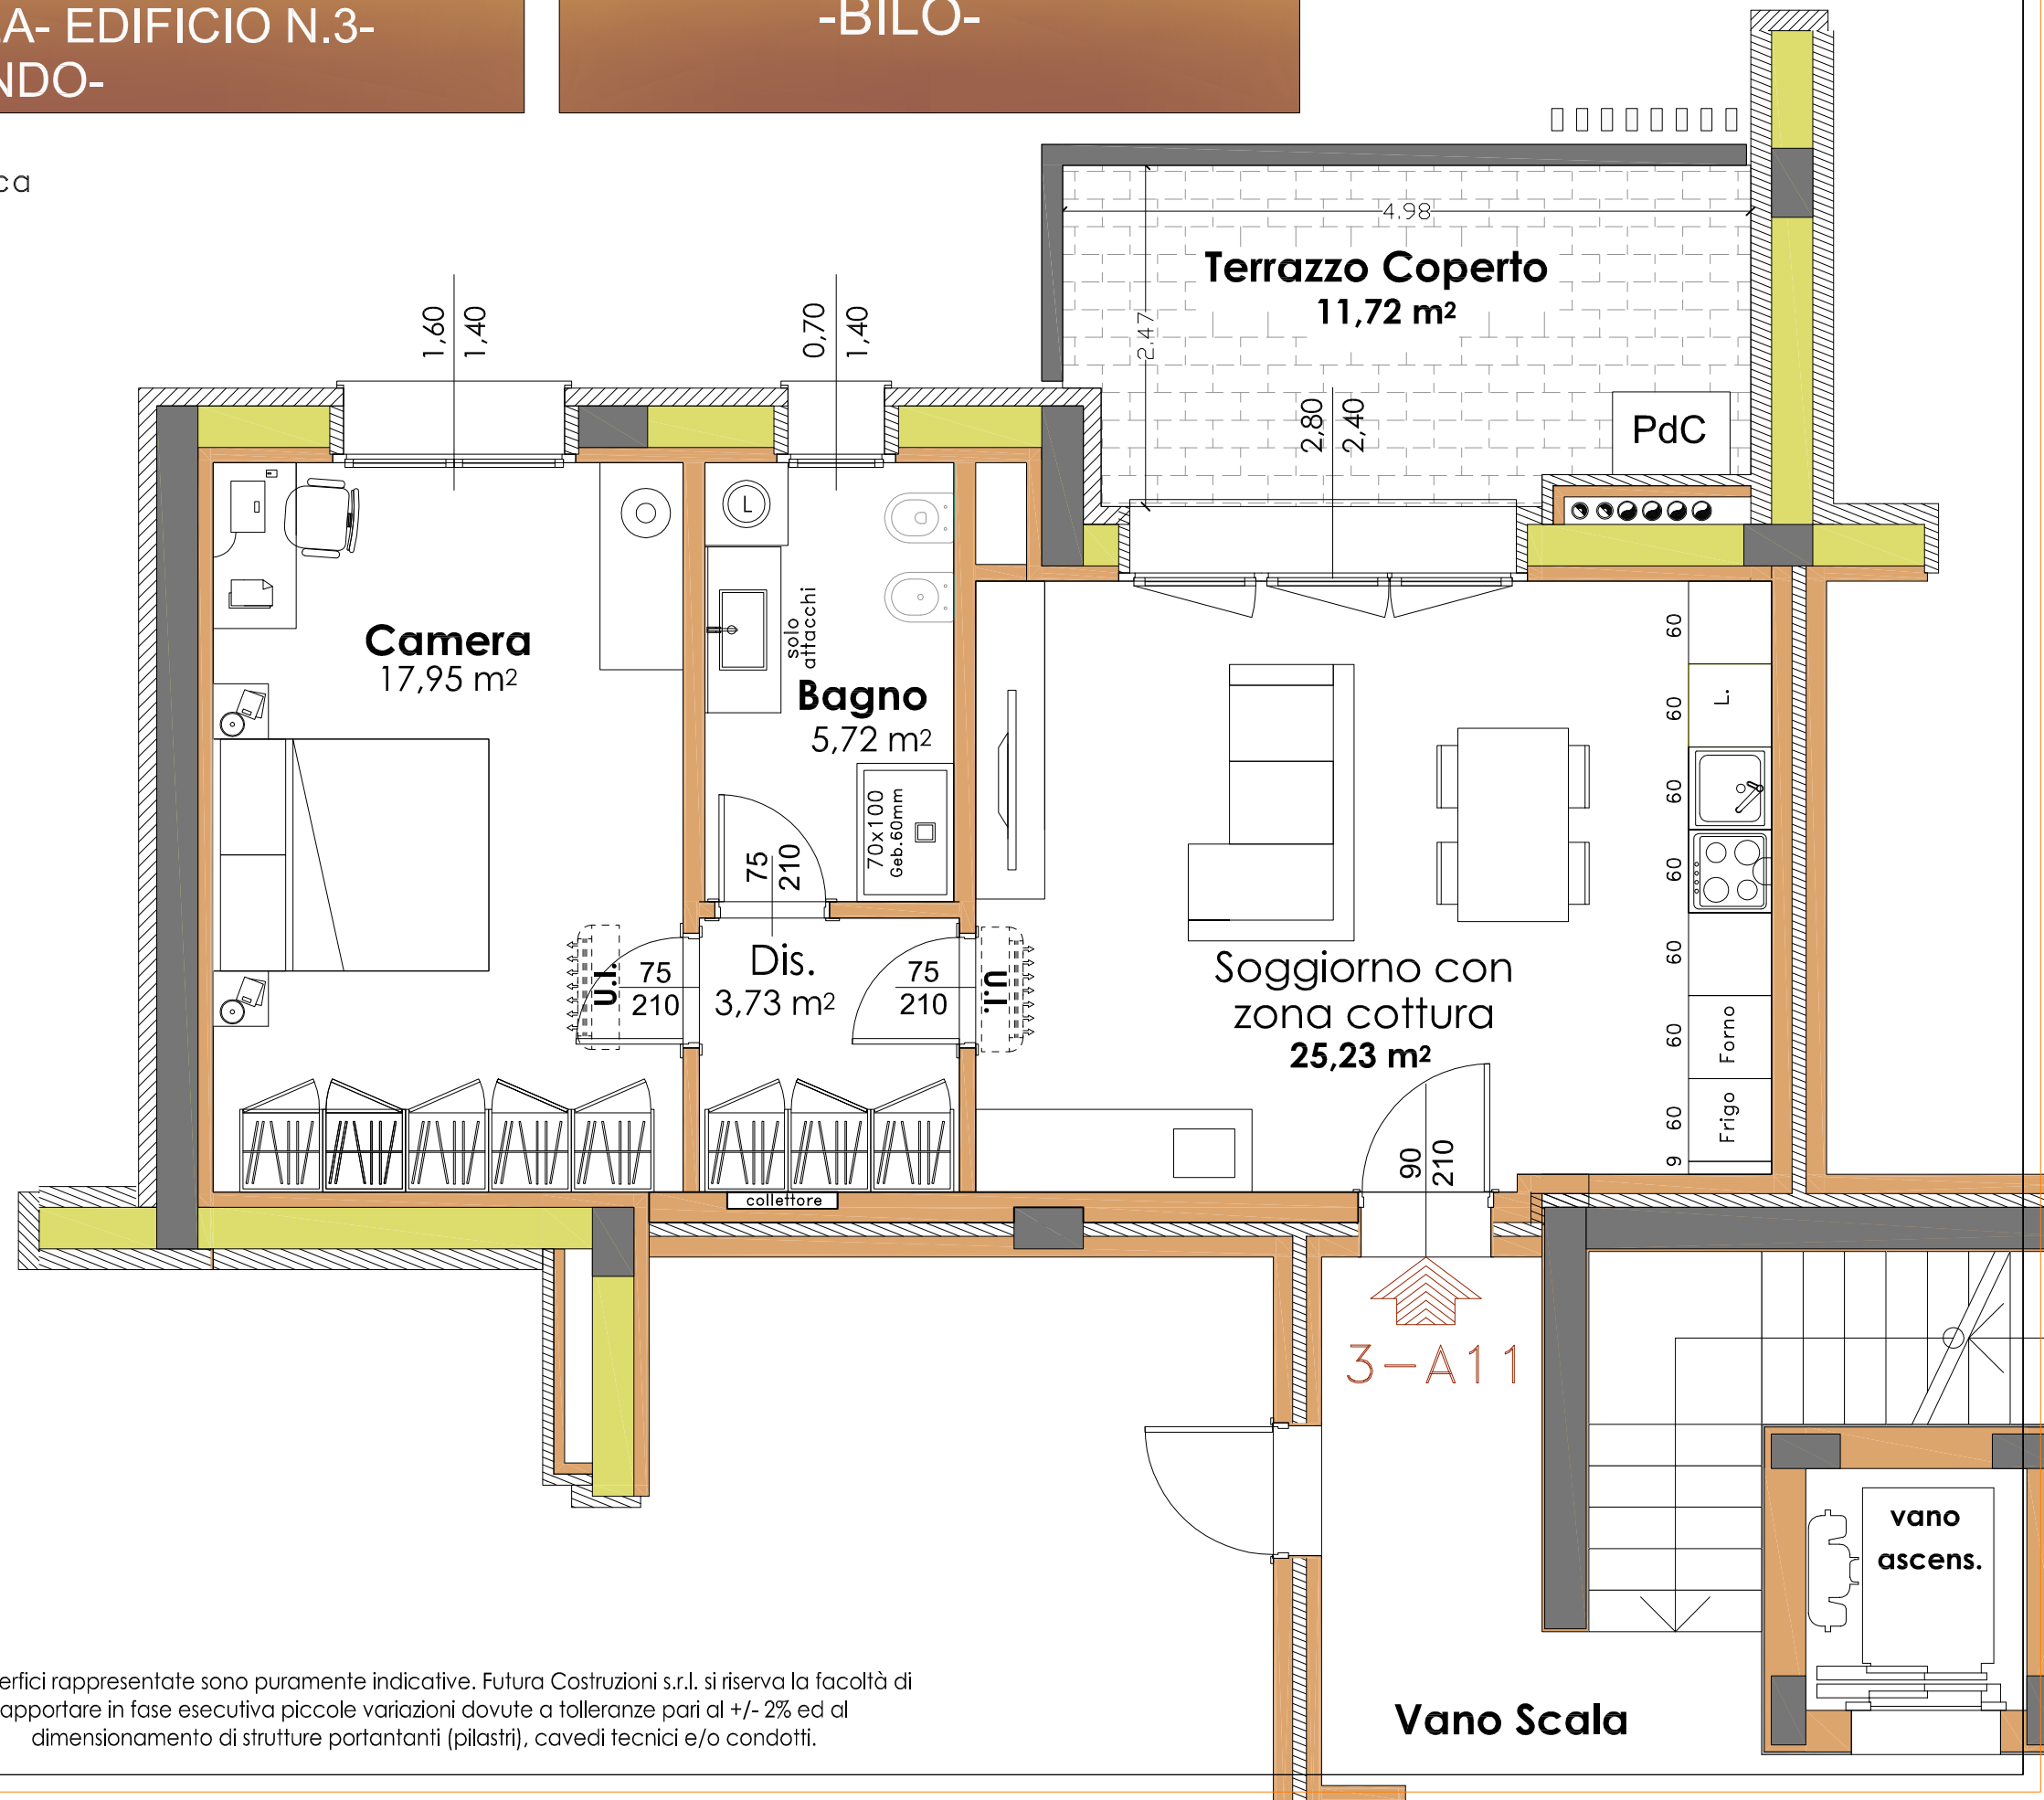 A- EDIFICIO N.3-
NDO-
-BILO-
ca
4.98
Terrazzo Coperto
11,72 m²
2.47
1,60
1,40
0,70
1,40
2,80
2,40
PdC
L
solo
attacchi
Camera
17,95 m²
Bagno
5,72 m²
70x100
Geb.60mm
75
210
60
60
L.
60
60
60
60
Forno
60
Frigo
9
U.I.
75
210
Dis.
3,73 m²
75
210
U.I.
Soggiorno con
zona cottura
25,23 m²
90
210
collettore
3-A11
vano
ascens.
Vano Scala
erfici rappresentate sono puramente indicative. Futura Costruzioni s.r.l. si riserva la facoltà di
apportare in fase esecutiva piccole variazioni dovute a tolleranze pari al +/- 2% ed al
dimensionamento di strutture portantanti (pilastri), cavedi tecnici e/o condotti.